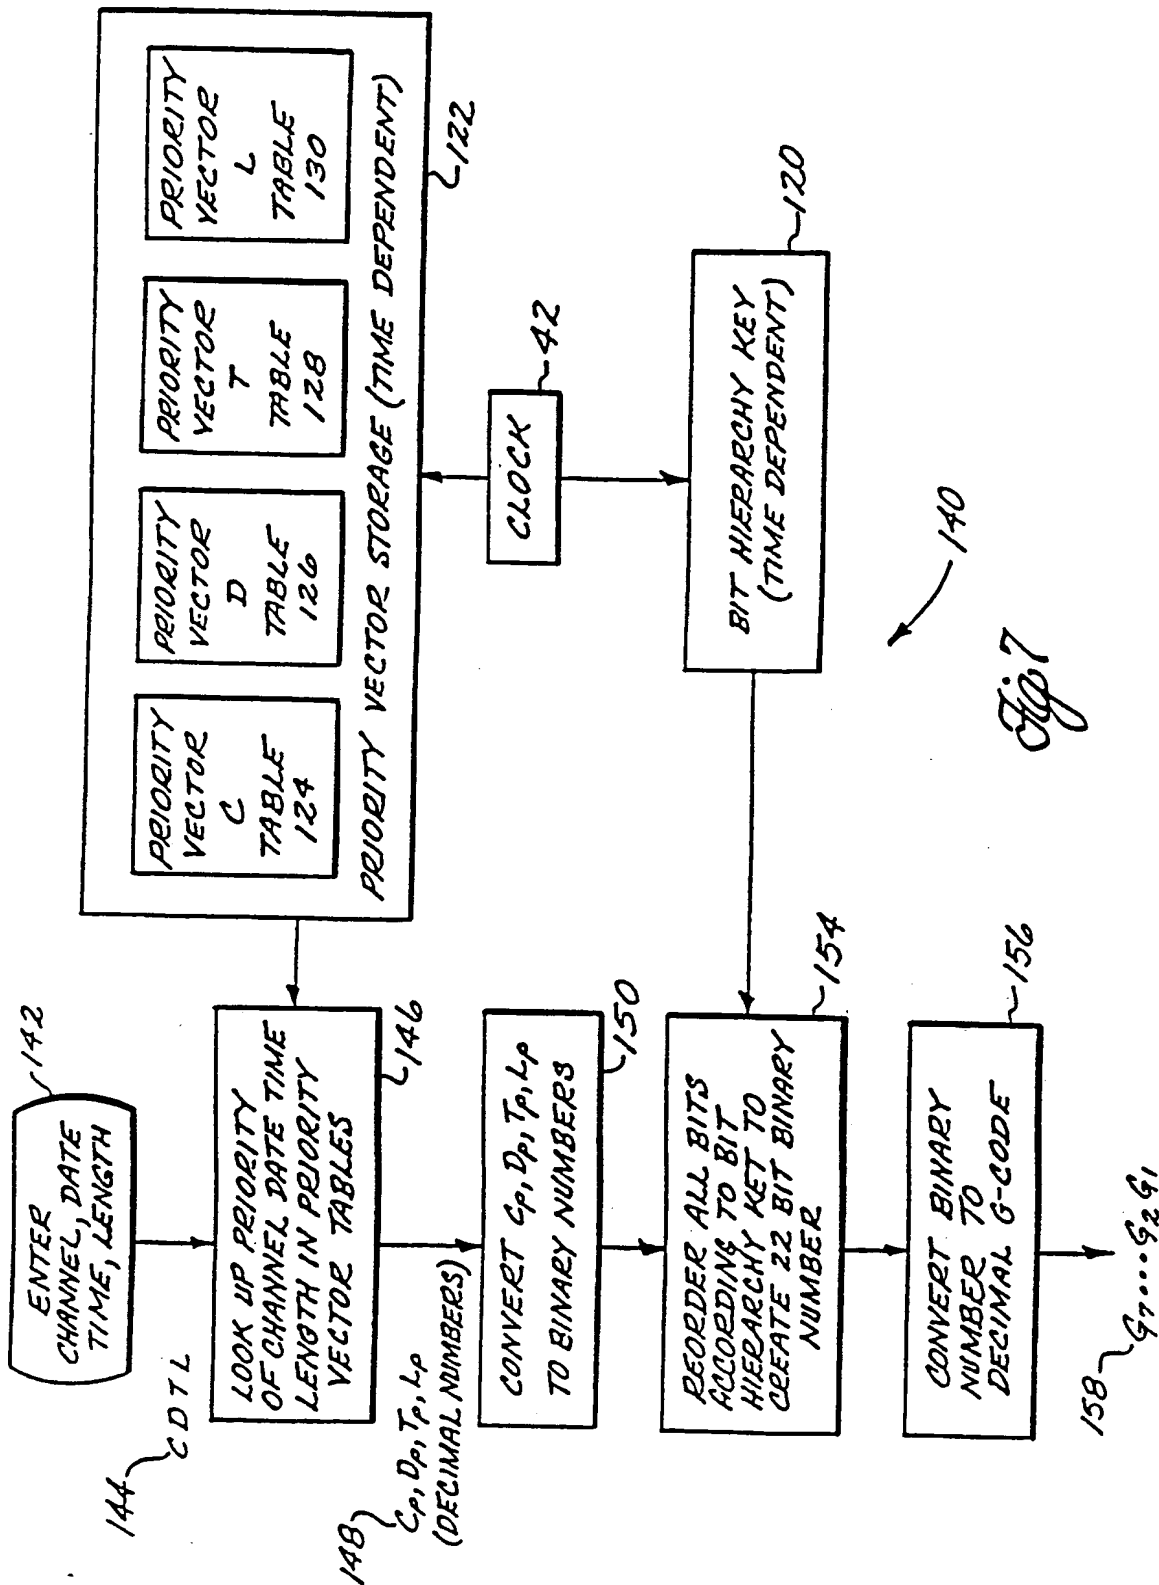 ENTER
CHANNEL, DATE
TIME, LENGTH
142
144
C D T L
LOOK UP PRIORITY
OF CHANNEL DATE TIME
LENGTH IN PRIORITY
VECTOR TABLES
146
148
Cp, Dp, Tp, Lp
(DECIMAL NUMBERS)
CONVERT Cp, Dp, Tp, Lp
TO BINARY NUMBERS
150
REORDER ALL BITS
ACCORDING TO BIT
HIERARCHY KET TO
CREATE 22 BIT BINARY
NUMBER
154
CONVERT BINARY
NUMBER TO
DECIMAL G-CODE
156
158
G7....G2G1
PRIORITY
VECTOR
C
TABLE
124
PRIORITY
VECTOR
D
TABLE
126
PRIORITY
VECTOR
T
TABLE
128
PRIORITY
VECTOR
L
TABLE
130
PRIORITY VECTOR STORAGE (TIME DEPENDENT)
122
CLOCK
42
BIT HIERARCHY KEY
(TIME DEPENDENT)
120
140
Fig 7